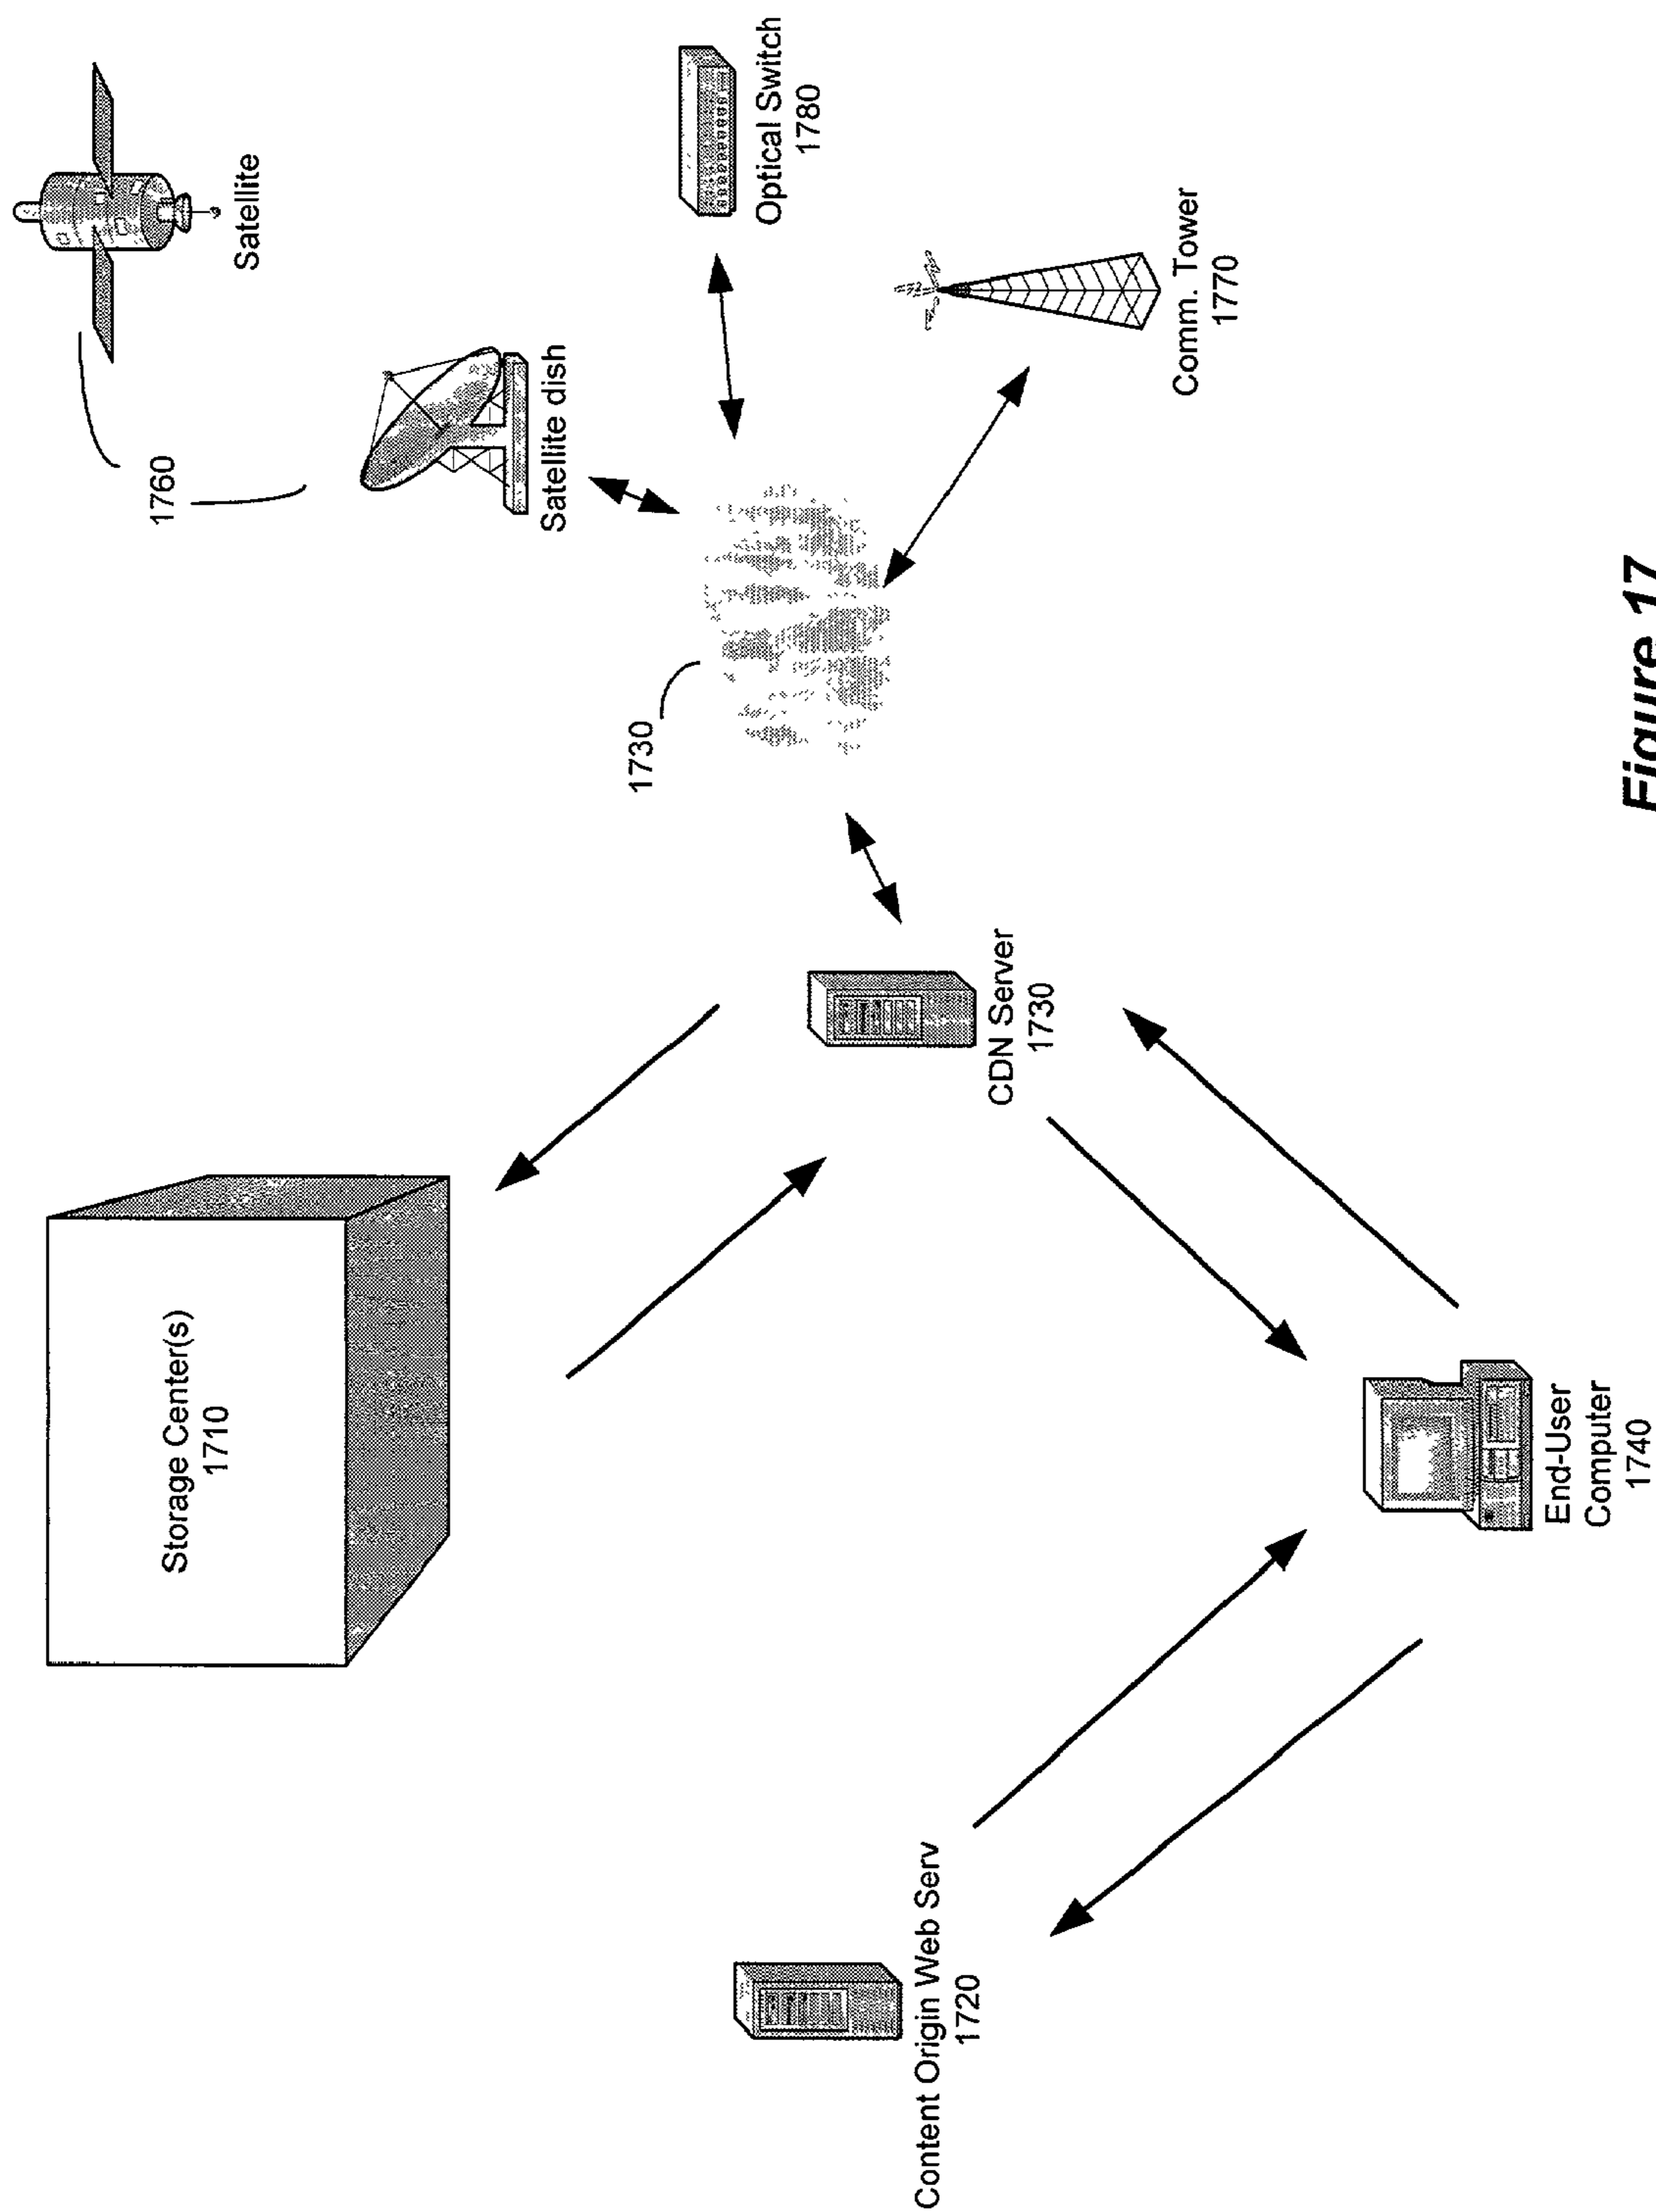 Storage Center(s)
1710
1760
Satellite
Satellite dish
1730
Optical Switch
1780
Content Origin Web Serv
1720
CDN Server
1730
Comm. Tower
1770
End-User
Computer
1740
Figure 17